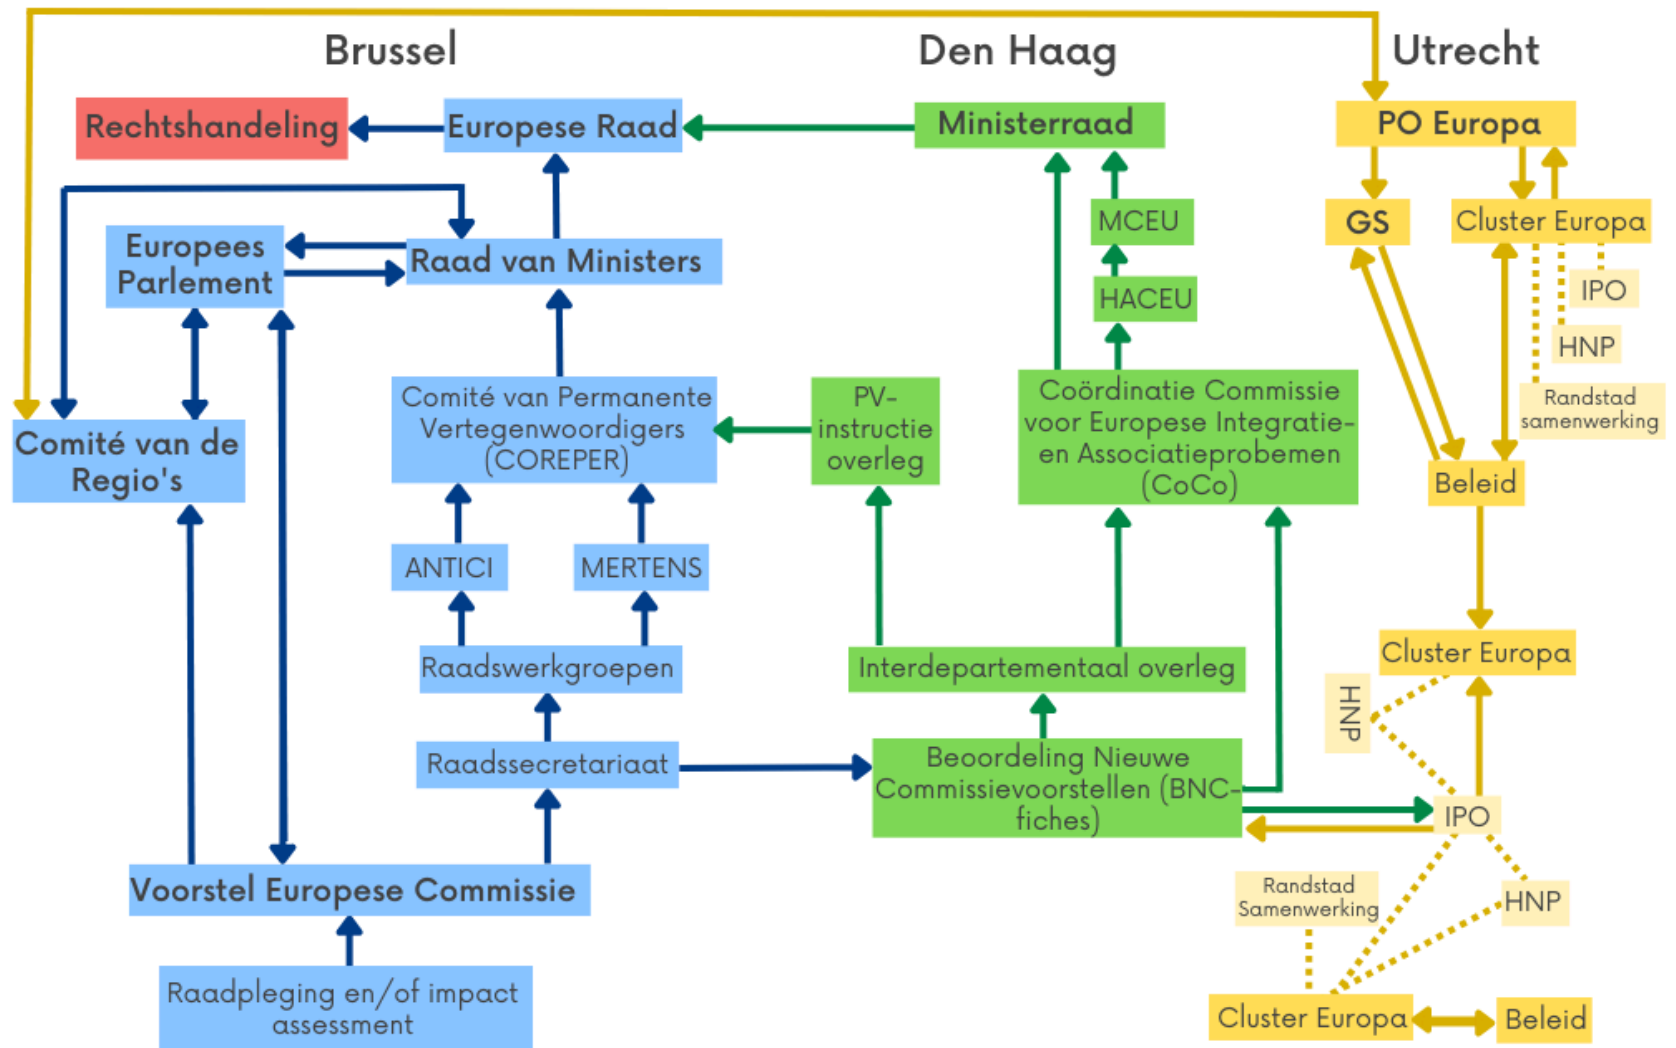 Brussel
Den Haag
Utrecht
Rechtshandeling
Europese Raad
Ministerraad
PO Europa
Europees
Parlement
Raad van Ministers
MCEU
GS
Cluster Europa
HACEU
IPO
HNP
Comité van de
Regio's
Comité van Permanente
Vertegenwoordigers
(COREPER)
PV-
instructie
overleg
Coördinatie Commissie
voor Europese Integratie-
en Associatieprobemen
(CoCo)
Randstad
samenwerking
Beleid
ANTICI
MERTENS
Raadswerkgroepen
Interdepartementaal overleg
Cluster Europa
HNP
Raadssecretariaat
Beoordeling Nieuwe
Commissievoorstellen (BNC-
fiches)
IPO
Voorstel Europese Commissie
Randstad
Samenwerking
HNP
Raadpleging en/of impact
assessment
Cluster Europa
Beleid